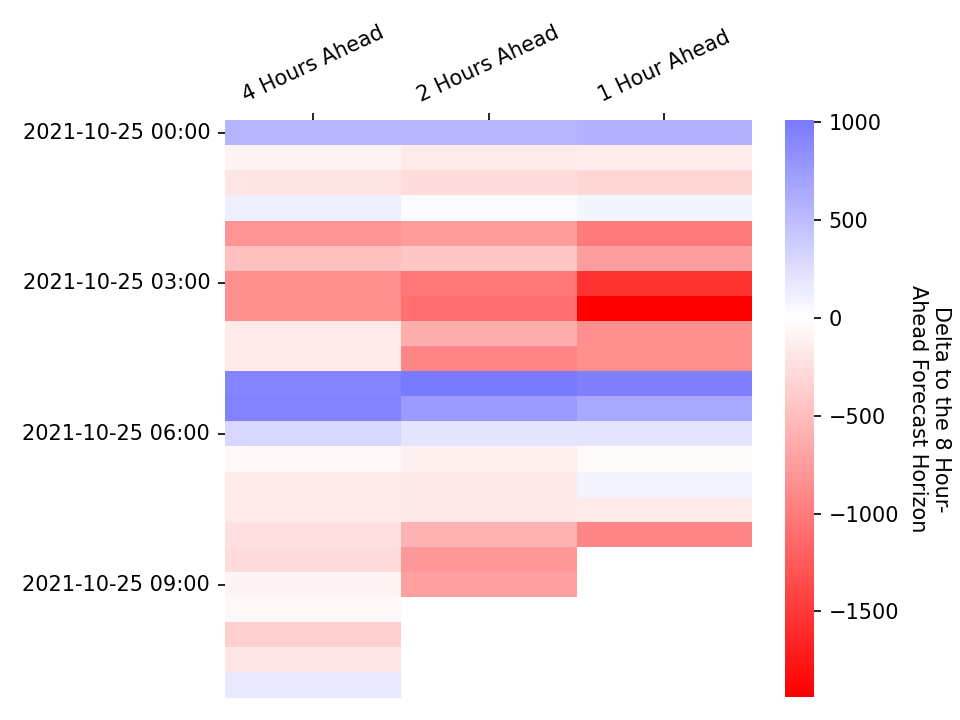 4 Hours Ahead
2 Hours Ahead
1 Hour Ahead
2021-10-25 00:00
2021-10-25 03:00
2021-10-25 06:00
2021-10-25 09:00
1000
500
0
−500
−1000
−1500
Delta to the 8 Hour-
Ahead Forecast Horizon